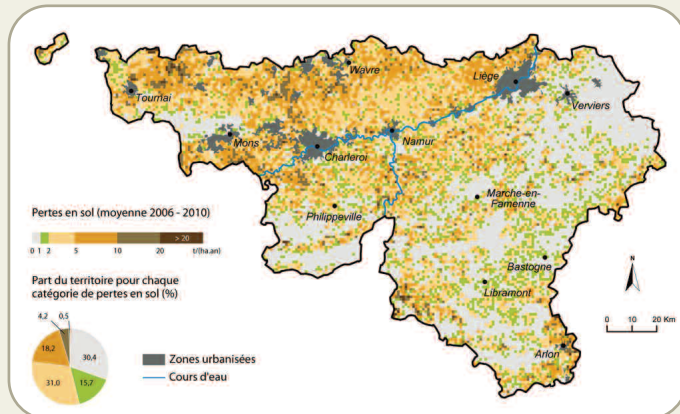 Wavre
Liège
Tournai
Verviers
Mons
Namur
Charleroi
Marche-en-
Famenne
Philippeville
Bastogne
Libramont
Arlon
Pertes en sol (moyenne 2006 - 2010)
> 20
0 1 2 5 10 20 t/(ha.an)
Part du territoire pour chaque
catégorie de pertes en sol (%)
4,2 0,5
18,2 30,4
31,0 15,7
Zones urbanisées
Cours d'eau
N
0 10 20 Km